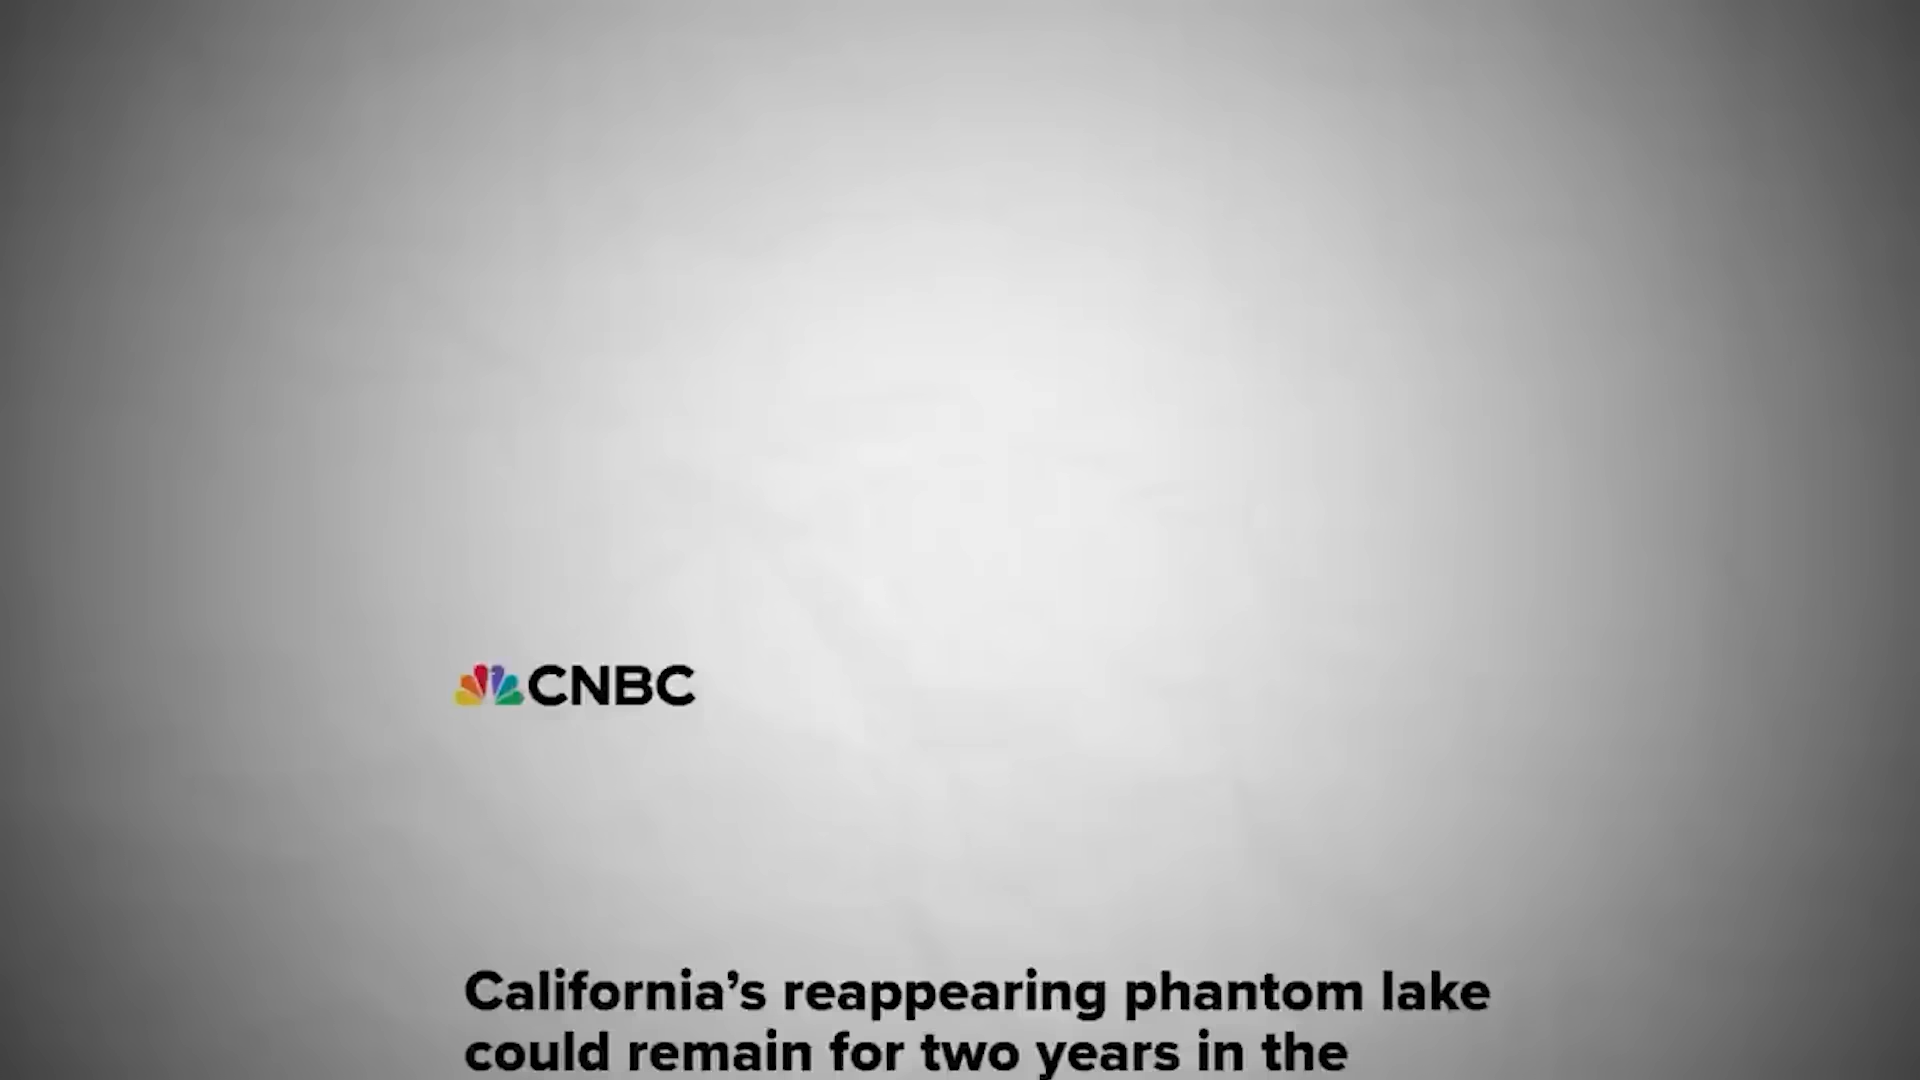 CNBC
California’s reappearing phantom lake
could remain for two years in the